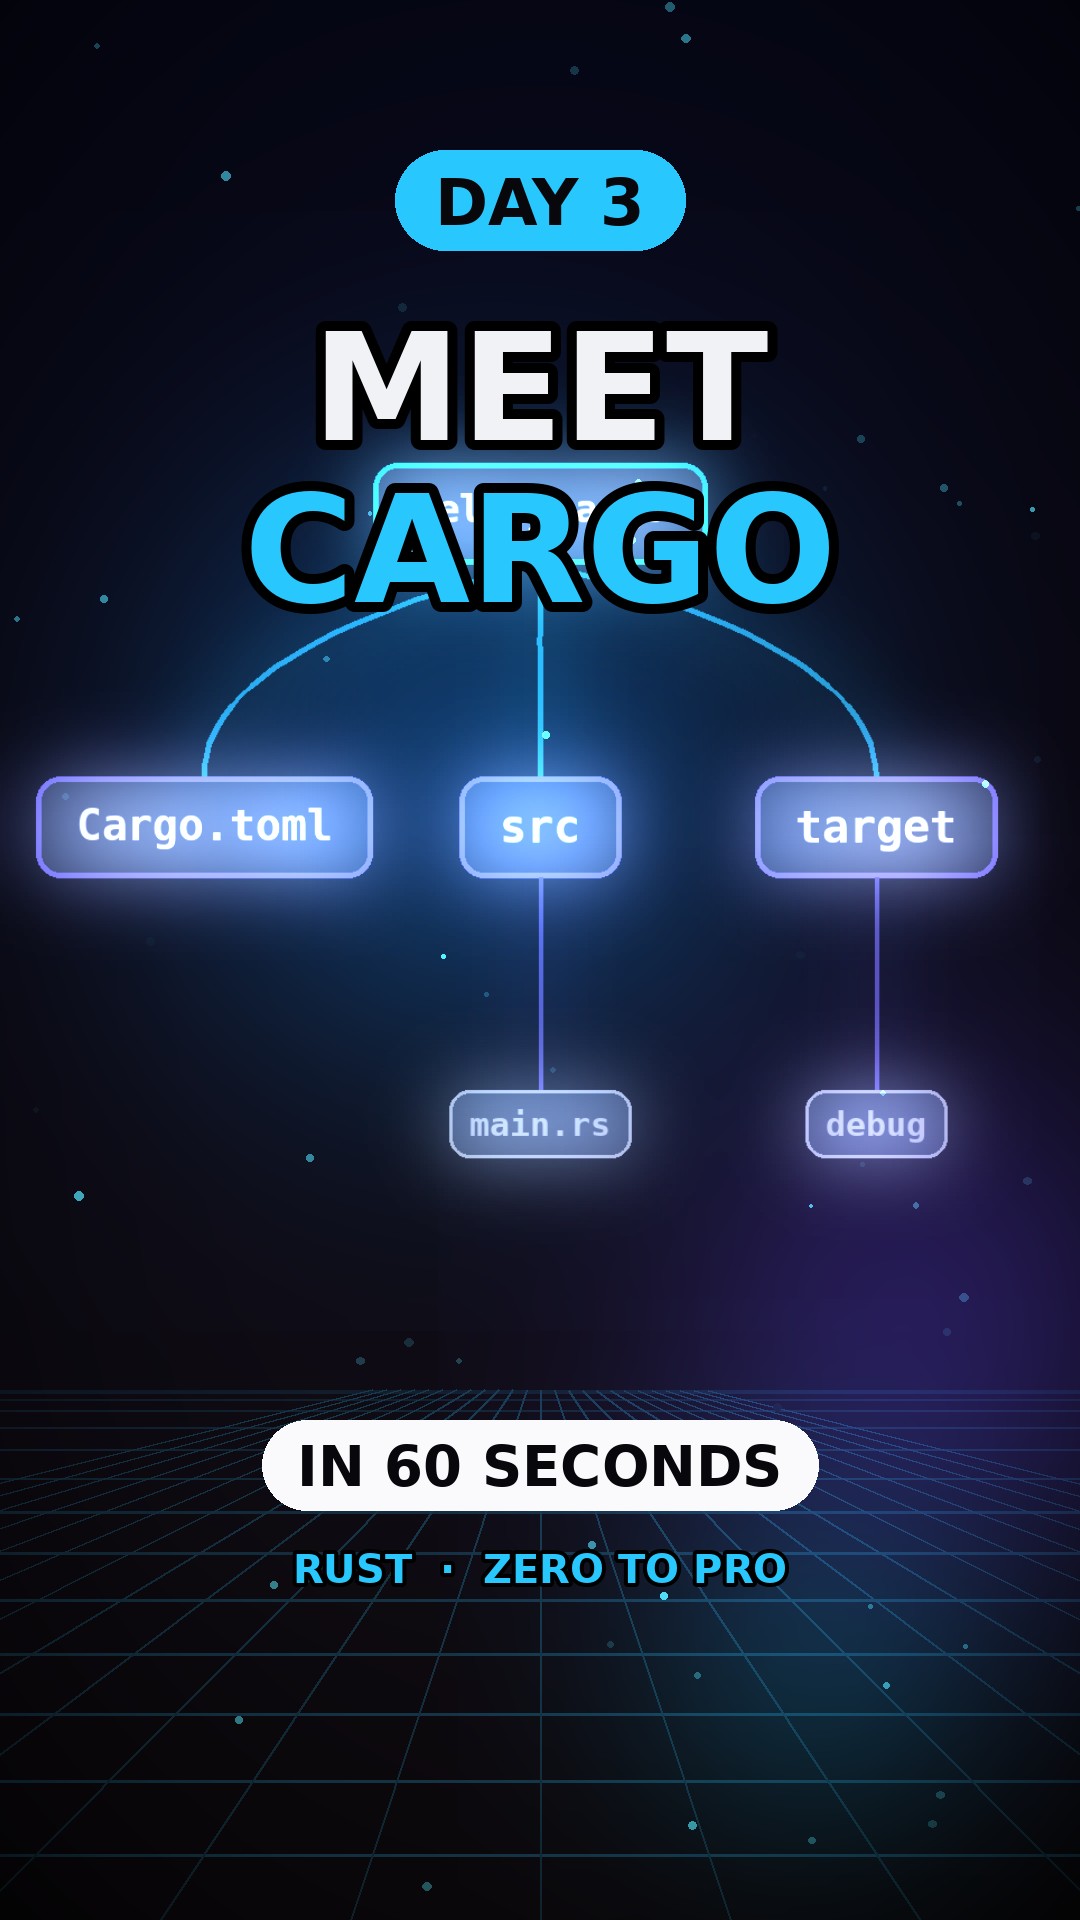 DAY 3
MEET
CARGO
Cargo.toml
src
target
main.rs
debug
IN 60 SECONDS
RUST · ZERO TO PRO